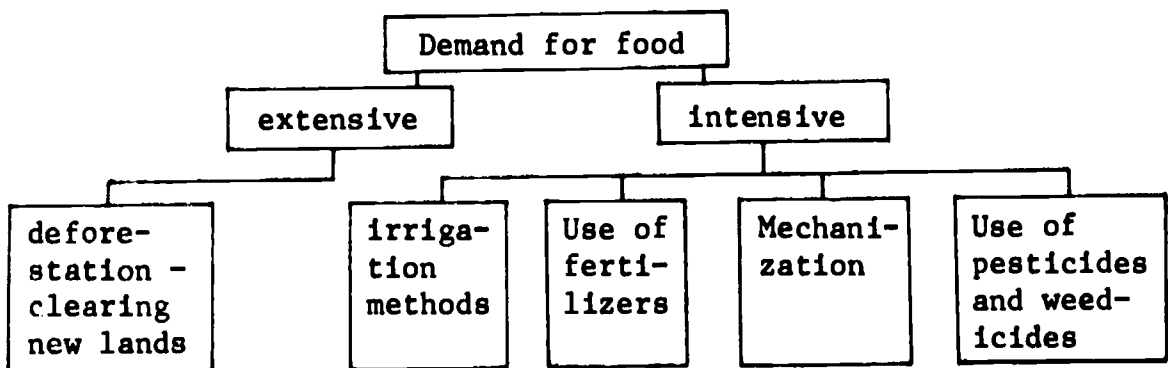 Demand for food
extensive
intensive
defore-
station -
clearing
new lands
irriga-
tion
methods
Use of
ferti-
lizers
Mechani-
zation
Use of
pesticides
and weed-
icides